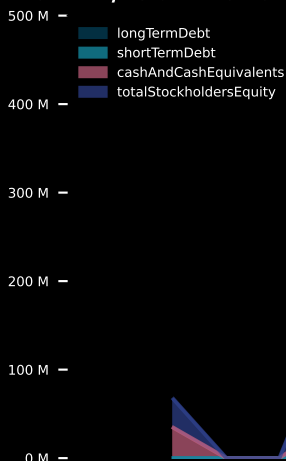 500 M
longTermDebt
shortTermDebt
cashAndCashEquivalents
totalStockholdersEquity
400 M
300 M
200 M
100 M
0 M